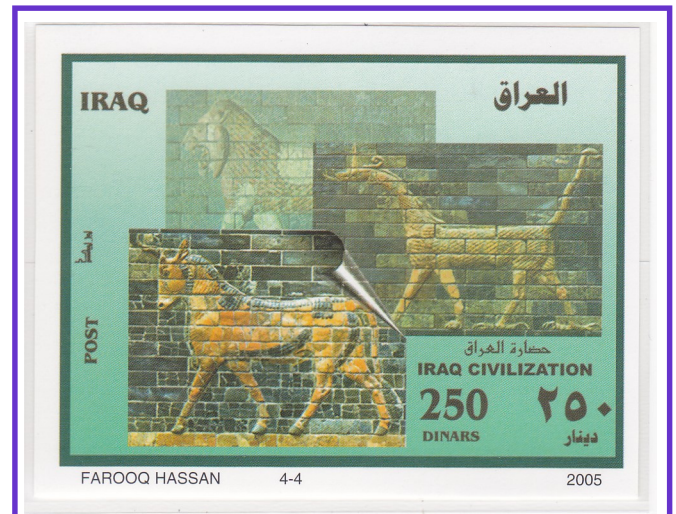 IRAQ
العراق
بريد
POST
حضارة العراق
IRAQ CIVILIZATION
250
٢٥٠
DINARS
دينار
FAROOQ HASSAN
4-4
2005